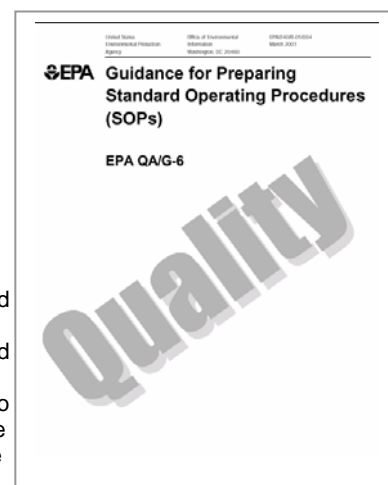 United States
Environmental Protection
Agency
Office of Environmental
Information
Washington, DC 20460
March 2001
EPA Guidance for Preparing
Standard Operating Procedures
(SOPs)
EPA QA/G-6
Quality
d
d
o
e